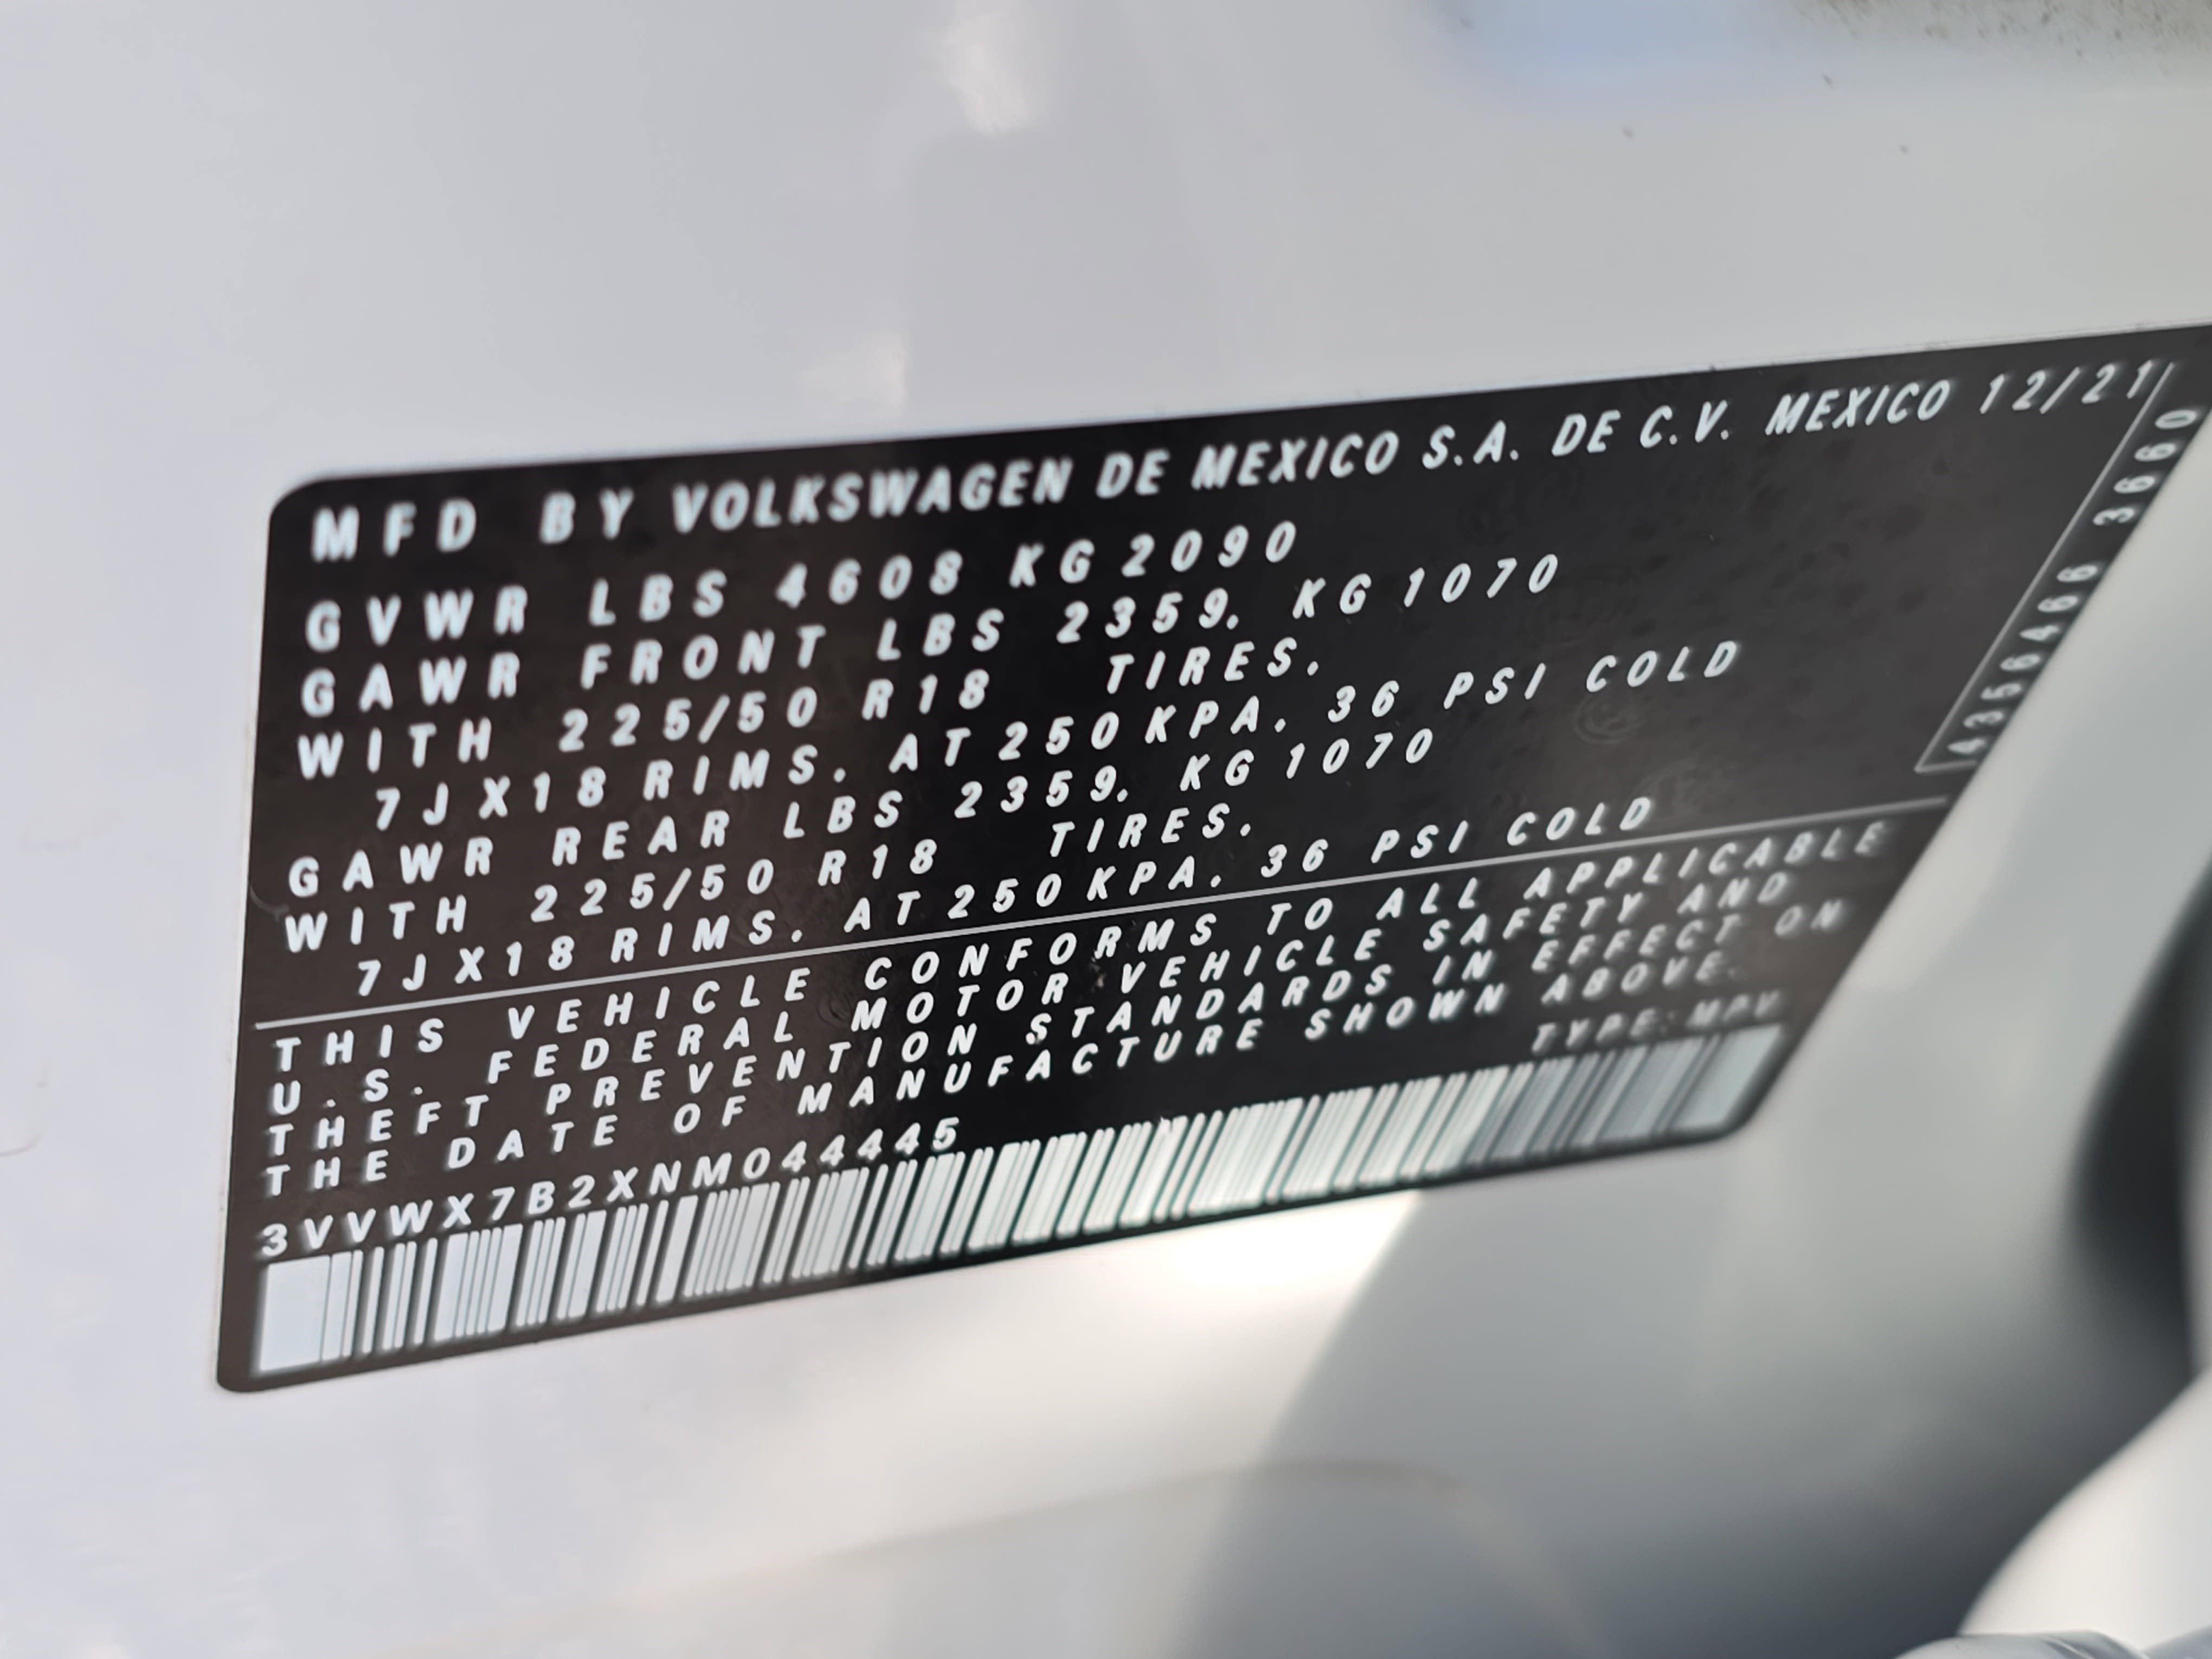 MFD BY VOLKSWAGEN DE MEXICO S.A. DE C.V. MEXICO 12/21
GVWR LBS 4608 KG 2090
GAWR FRONT LBS 2359. KG 1070
WITH 225/50 R18 TIRES.
7J X18 RIMS. AT 250 KPA. 36 PSI COLD
GAWR REAR LBS 2359. KG 1070
WITH 225/50 R18 TIRES.
7J X18 RIMS. AT 250 KPA. 36 PSI COLD
4356466 3660
THIS VEHICLE CONFORMS TO ALL APPLICABLE
U.S. FEDERAL MOTOR VEHICLE SAFETY AND
THEFT PREVENTION STANDARDS IN EFFECT ON
THE DATE OF MANUFACTURE SHOWN ABOVE.
TYPE: MPV
3VVWX7B2XNM044445